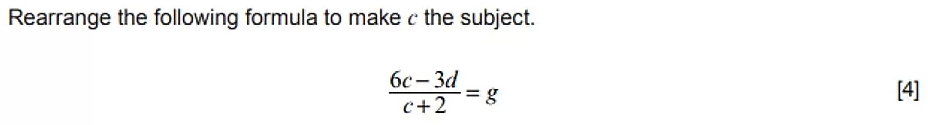 Rearrange the following formula to make c the subject.
6c – 3d
c + 2
= g
[4]